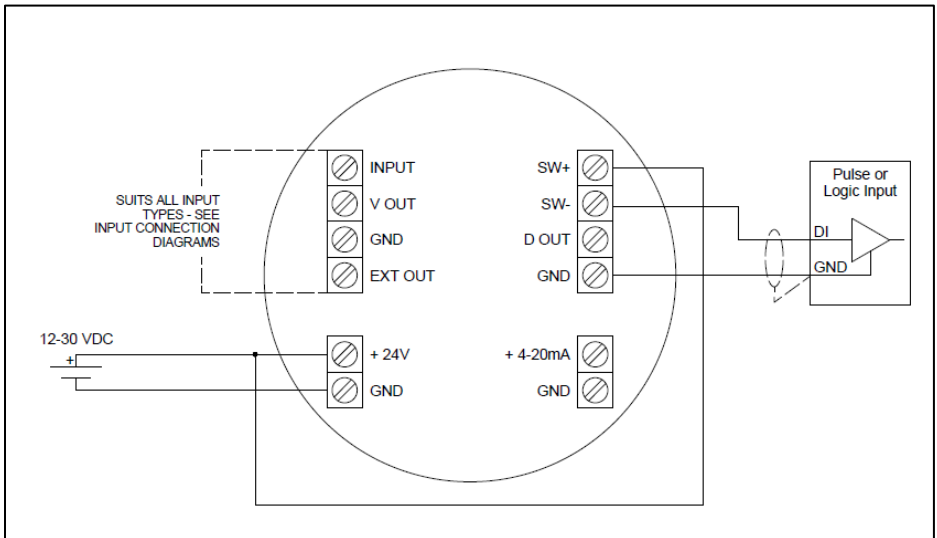 SUITS ALL INPUT
TYPES - SEE
INPUT CONNECTION
DIAGRAMS
INPUT
V OUT
GND
EXT OUT
SW+
SW-
D OUT
GND
Pulse or
Logic Input
DI
GND
12-30 VDC
+
+ 24V
GND
+ 4-20mA
GND